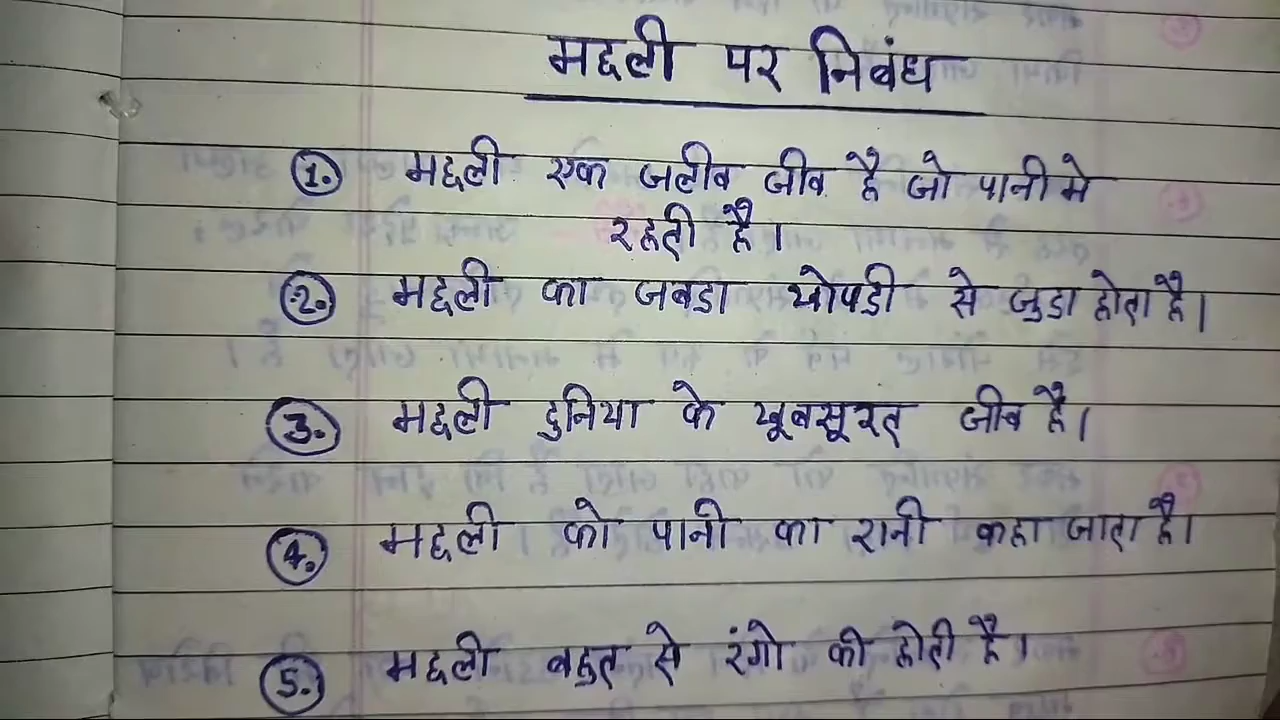 मछली पर निबंध
1. मछली एक जलीव जीव है जो पानी मे
रहती है।
2. मछली का जबडा खोपडी से जुडा होता है।
3. मछली दुनिया के खूबसूरत जीव है।
4. मछली को पानी का रानी कहा जाता है।
5. मछली बहुत से रंगो की होती है।